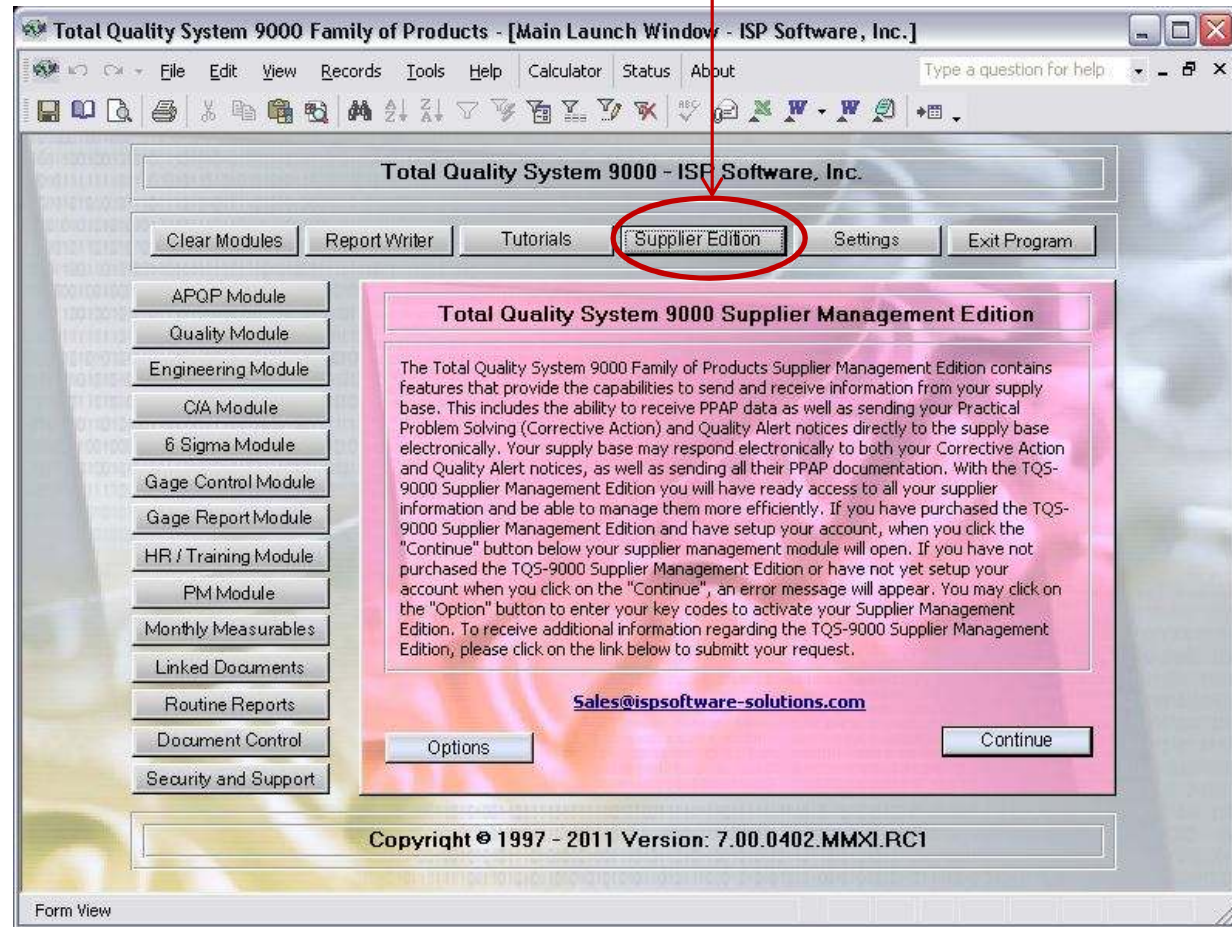 Total Quality System 9000 Family of Products - [Main Launch Window - ISP Software, Inc.]
File Edit View Records Tools Help Calculator Status About Type a question for help
Total Quality System 9000 - ISP Software, Inc.
Clear Modules Report Writer Tutorials Supplier Edition Settings Exit Program
APQP Module
Quality Module
Engineering Module
C/A Module
6 Sigma Module
Gage Control Module
Gage Report Module
HR / Training Module
PM Module
Monthly Measurables
Linked Documents
Routine Reports
Document Control
Security and Support
Total Quality System 9000 Supplier Management Edition
The Total Quality System 9000 Family of Products Supplier Management Edition contains
features that provide the capabilities to send and receive information from your supply
base. This includes the ability to receive PPAP data as well as sending your Practical
Problem Solving (Corrective Action) and Quality Alert notices directly to the supply base
electronically. Your supply base may respond electronically to both your Corrective Action
and Quality Alert notices, as well as sending all their PPAP documentation. With the TQS-
9000 Supplier Management Edition you will have ready access to all your supplier
information and be able to manage them more efficiently. If you have purchased the TQS-
9000 Supplier Management Edition and have setup your account, when you click the
"Continue" button below your supplier management module will open. If you have not
purchased the TQS-9000 Supplier Management Edition or have not yet setup your
account when you click on the "Continue", an error message will appear. You may click on
the "Option" button to enter your key codes to activate your Supplier Management
Edition. To receive additional information regarding the TQS-9000 Supplier Management
Edition, please click on the link below to submitt your request.
Sales@ispsoftware-solutions.com
Options Continue
Copyright © 1997 - 2011 Version: 7.00.0402.MMXI.RC1
Form View